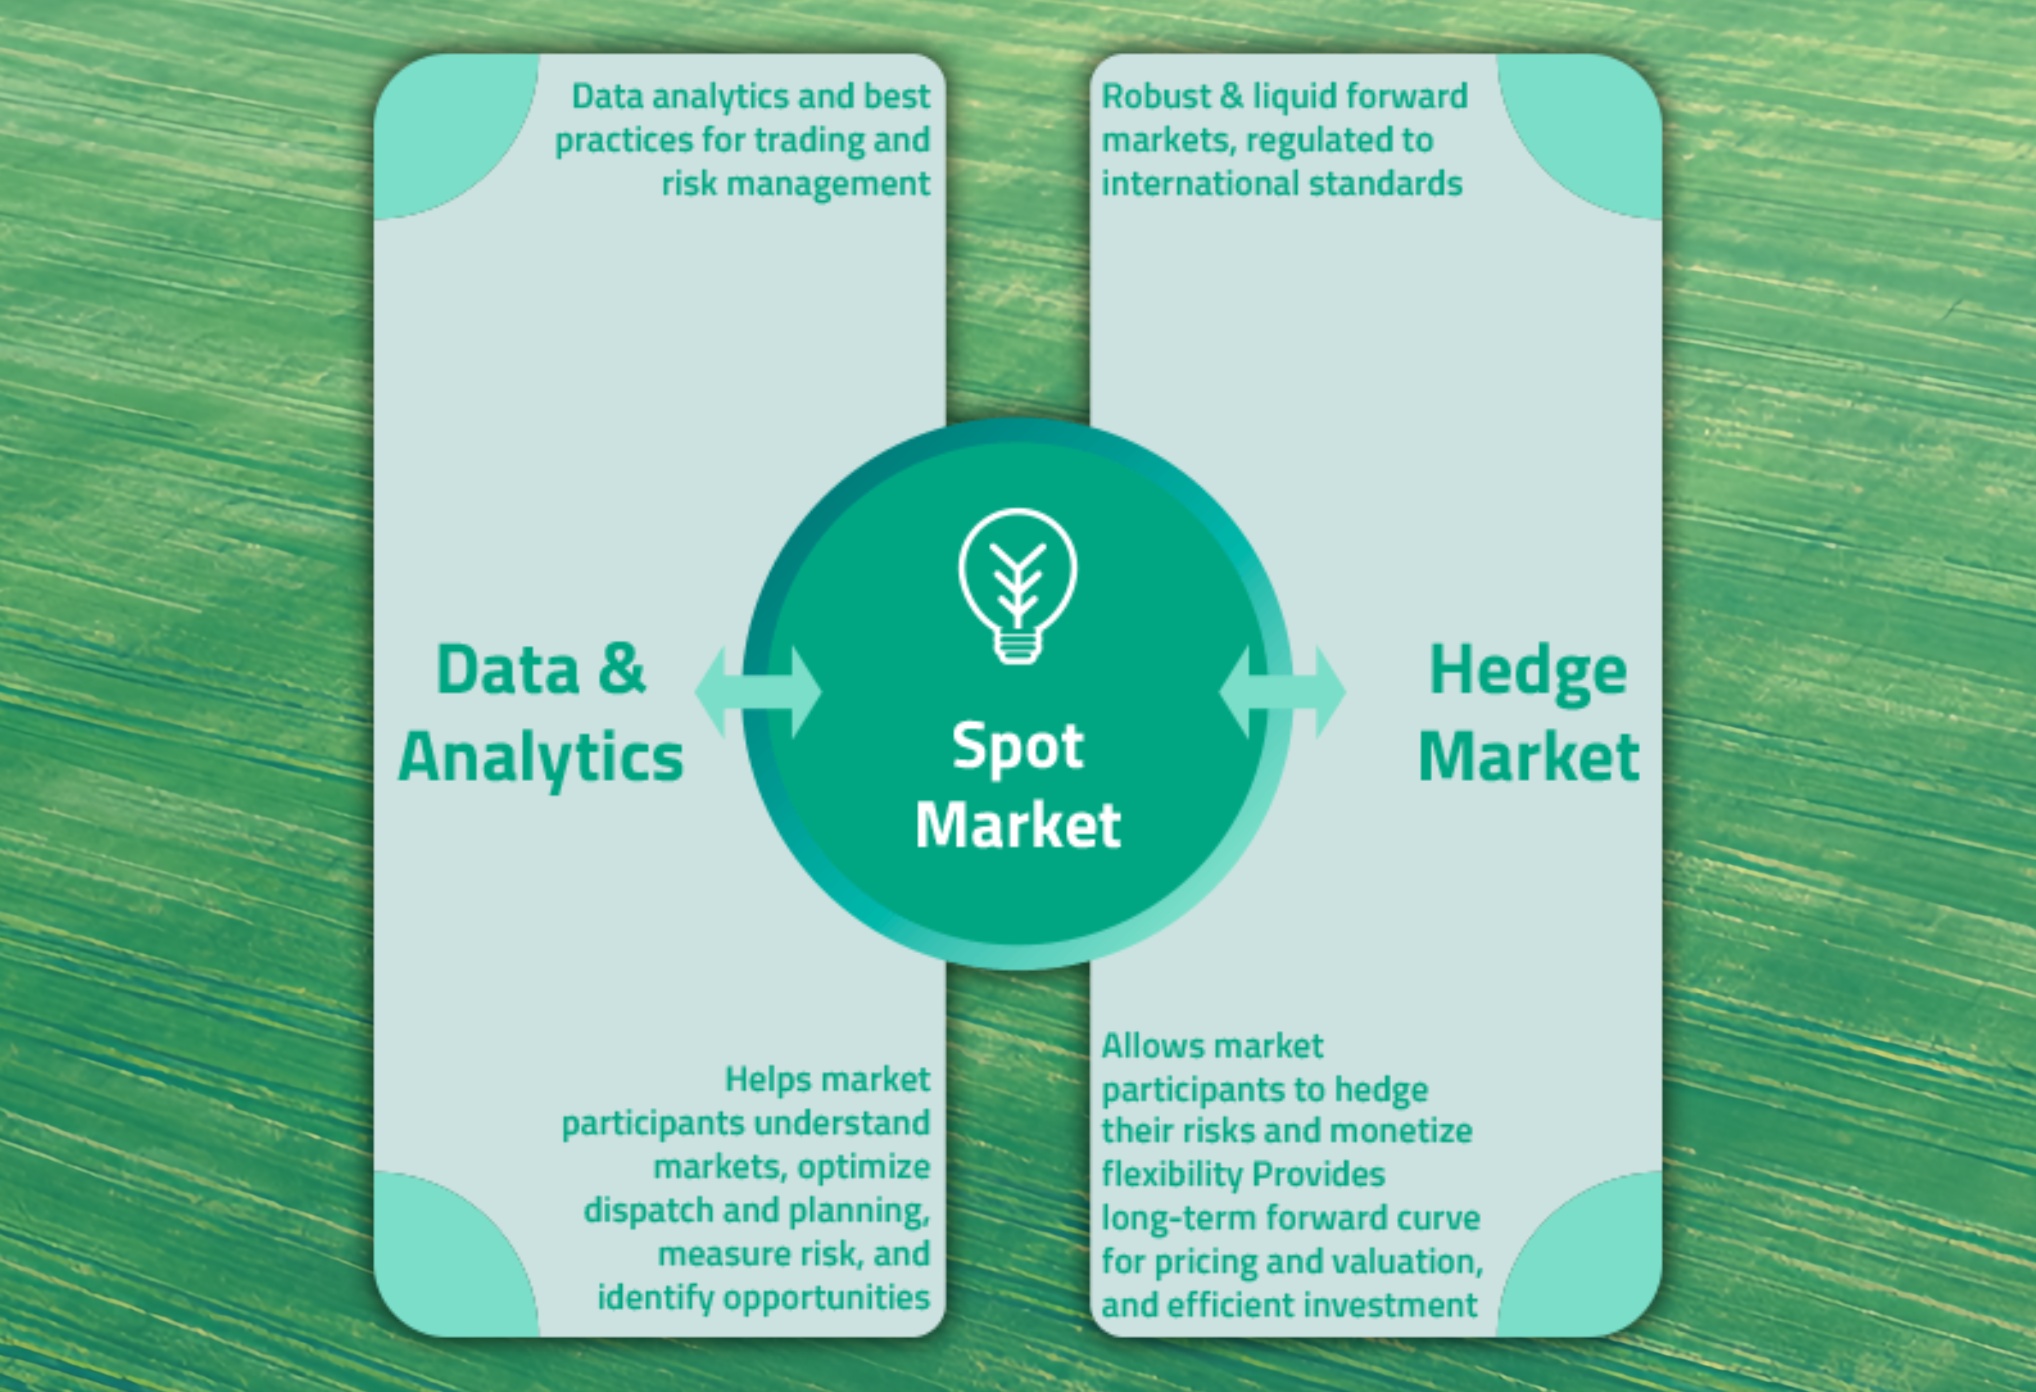 Data analytics and best
practices for trading and
risk management
Data &
Analytics
Helps market
participants understand
markets, optimize
dispatch and planning,
measure risk, and
identify opportunities
Spot
Market
Robust & liquid forward
markets, regulated to
international standards
Hedge
Market
Allows market
participants to hedge
their risks and monetize
flexibility Provides
long-term forward curve
for pricing and valuation,
and efficient investment